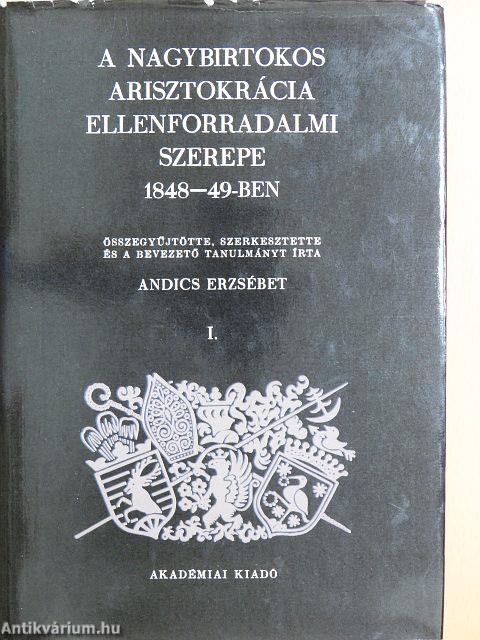 A NAGYBIRTOKOS
ARISZTOKRÁCIA
ELLENFORRADALMI
SZEREPE
1848—49-BEN
ÖSSZEGYŰJTÖTTE, SZERKESZTETTE
ÉS A BEVEZETŐ TANULMÁNYT ÍRTA
ANDICS ERZSÉBET
I.
AKADÉMIAI KIADÓ
Antikvárium.hu